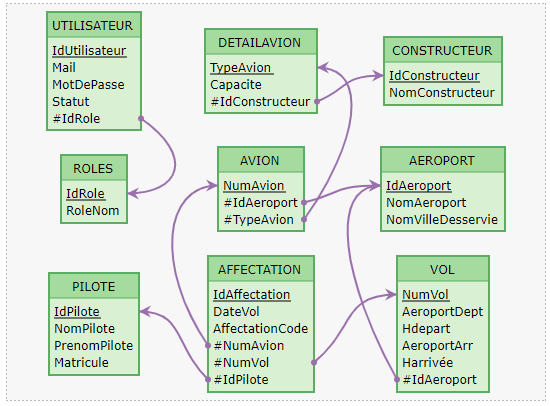 UTILISATEUR
IdUtilisateur
Mail
MotDePasse
Statut
#IdRole
DETAILAVION
TypeAvion
Capacite
#IdConstructeur
CONSTRUCTEUR
IdConstructeur
NomConstructeur
ROLES
IdRole
RoleNom
AVION
NumAvion
#IdAeroport
#TypeAvion
AEROPORT
IdAeroport
NomAeroport
NomVilleDesservie
PILOTE
IdPilote
NomPilote
PrenomPilote
Matricule
AFFECTATION
IdAffectation
DateVol
AffectationCode
#NumAvion
#NumVol
#IdPilote
VOL
NumVol
AeroportDept
Hdepart
AeroportArr
Harrivée
#IdAeroport